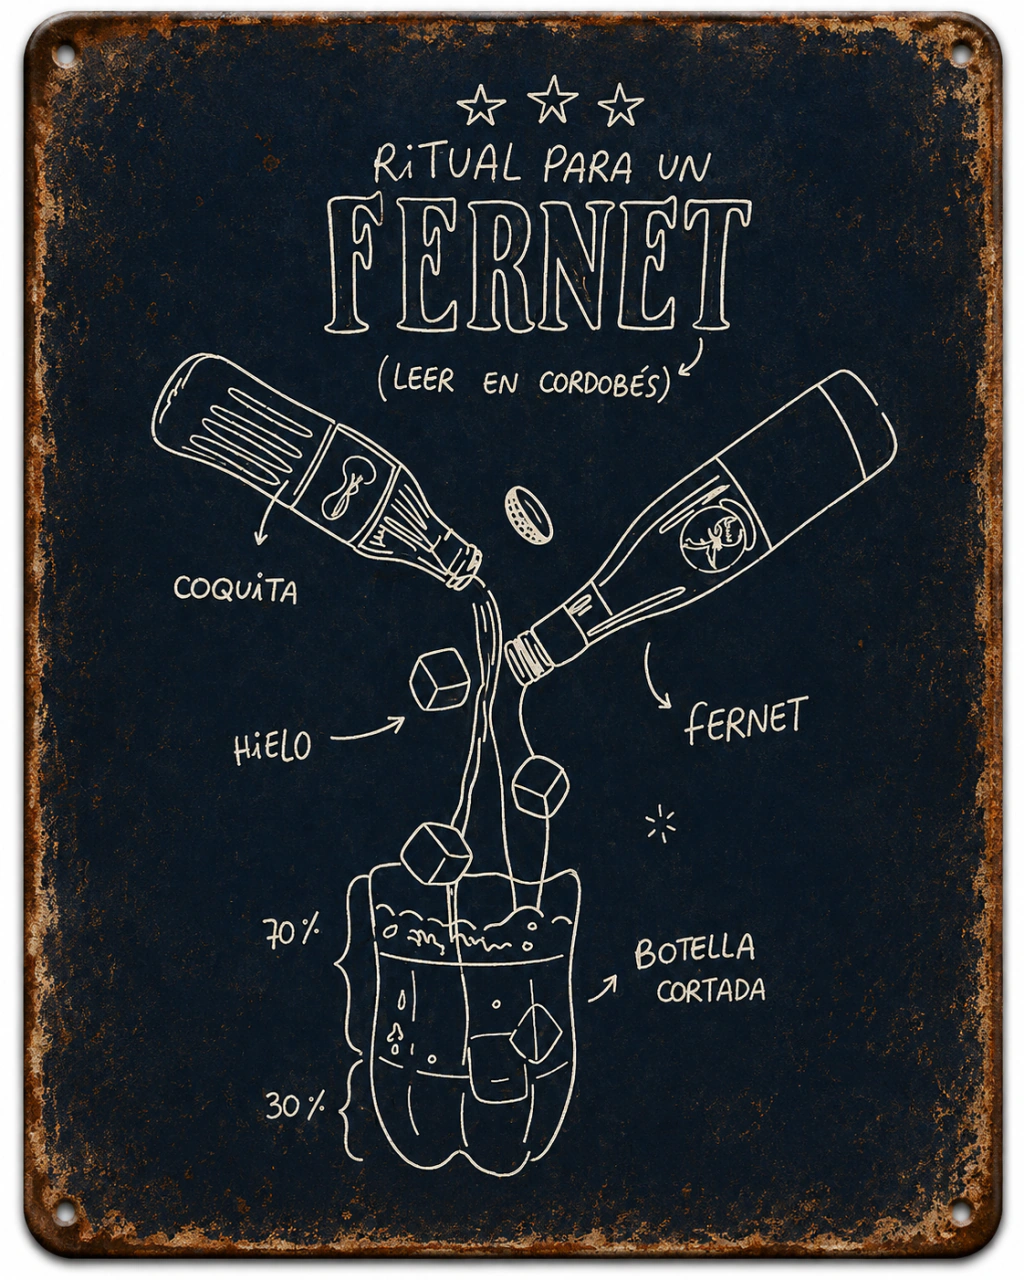 RiTUAL PARA UN
FERNET
(LEER EN CORDOBÉS)
COQUiTA
HiELO
FERNET
70%
BOTELLA
CORTADA
30%